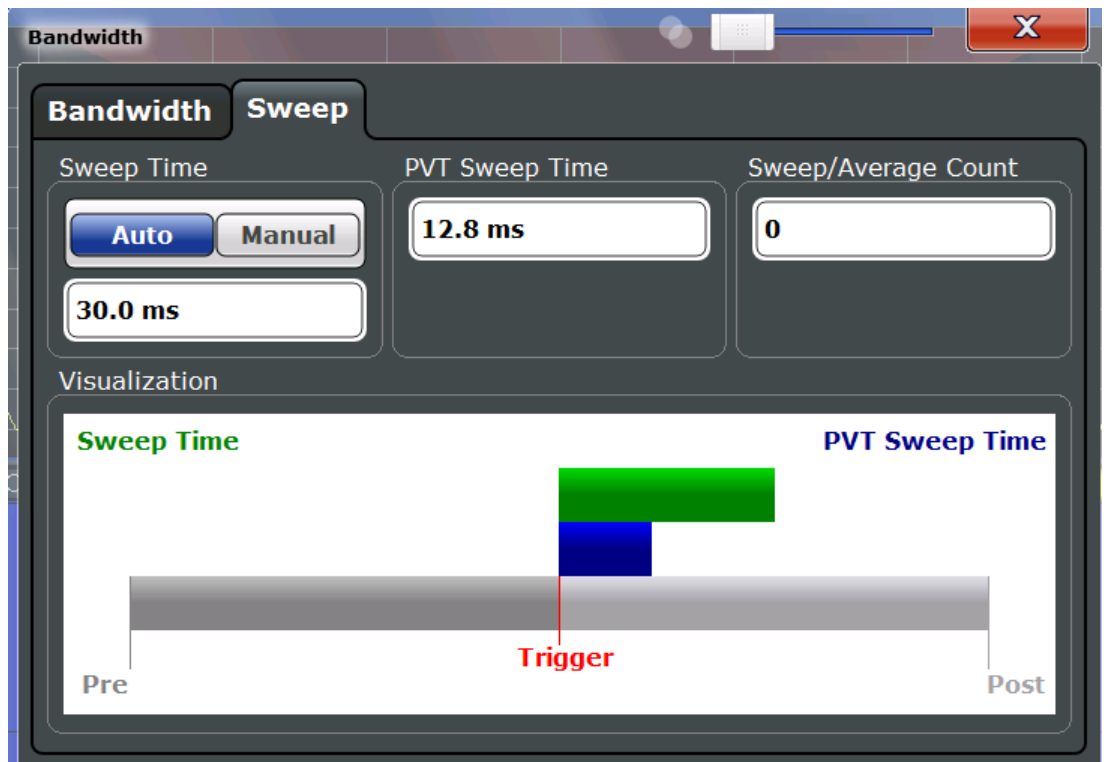 Bandwidth
X
Bandwidth Sweep
Sweep Time PVT Sweep Time Sweep/Average Count
Auto Manual 12.8 ms 0
30.0 ms
Visualization
Sweep Time PVT Sweep Time
Trigger
Pre Post